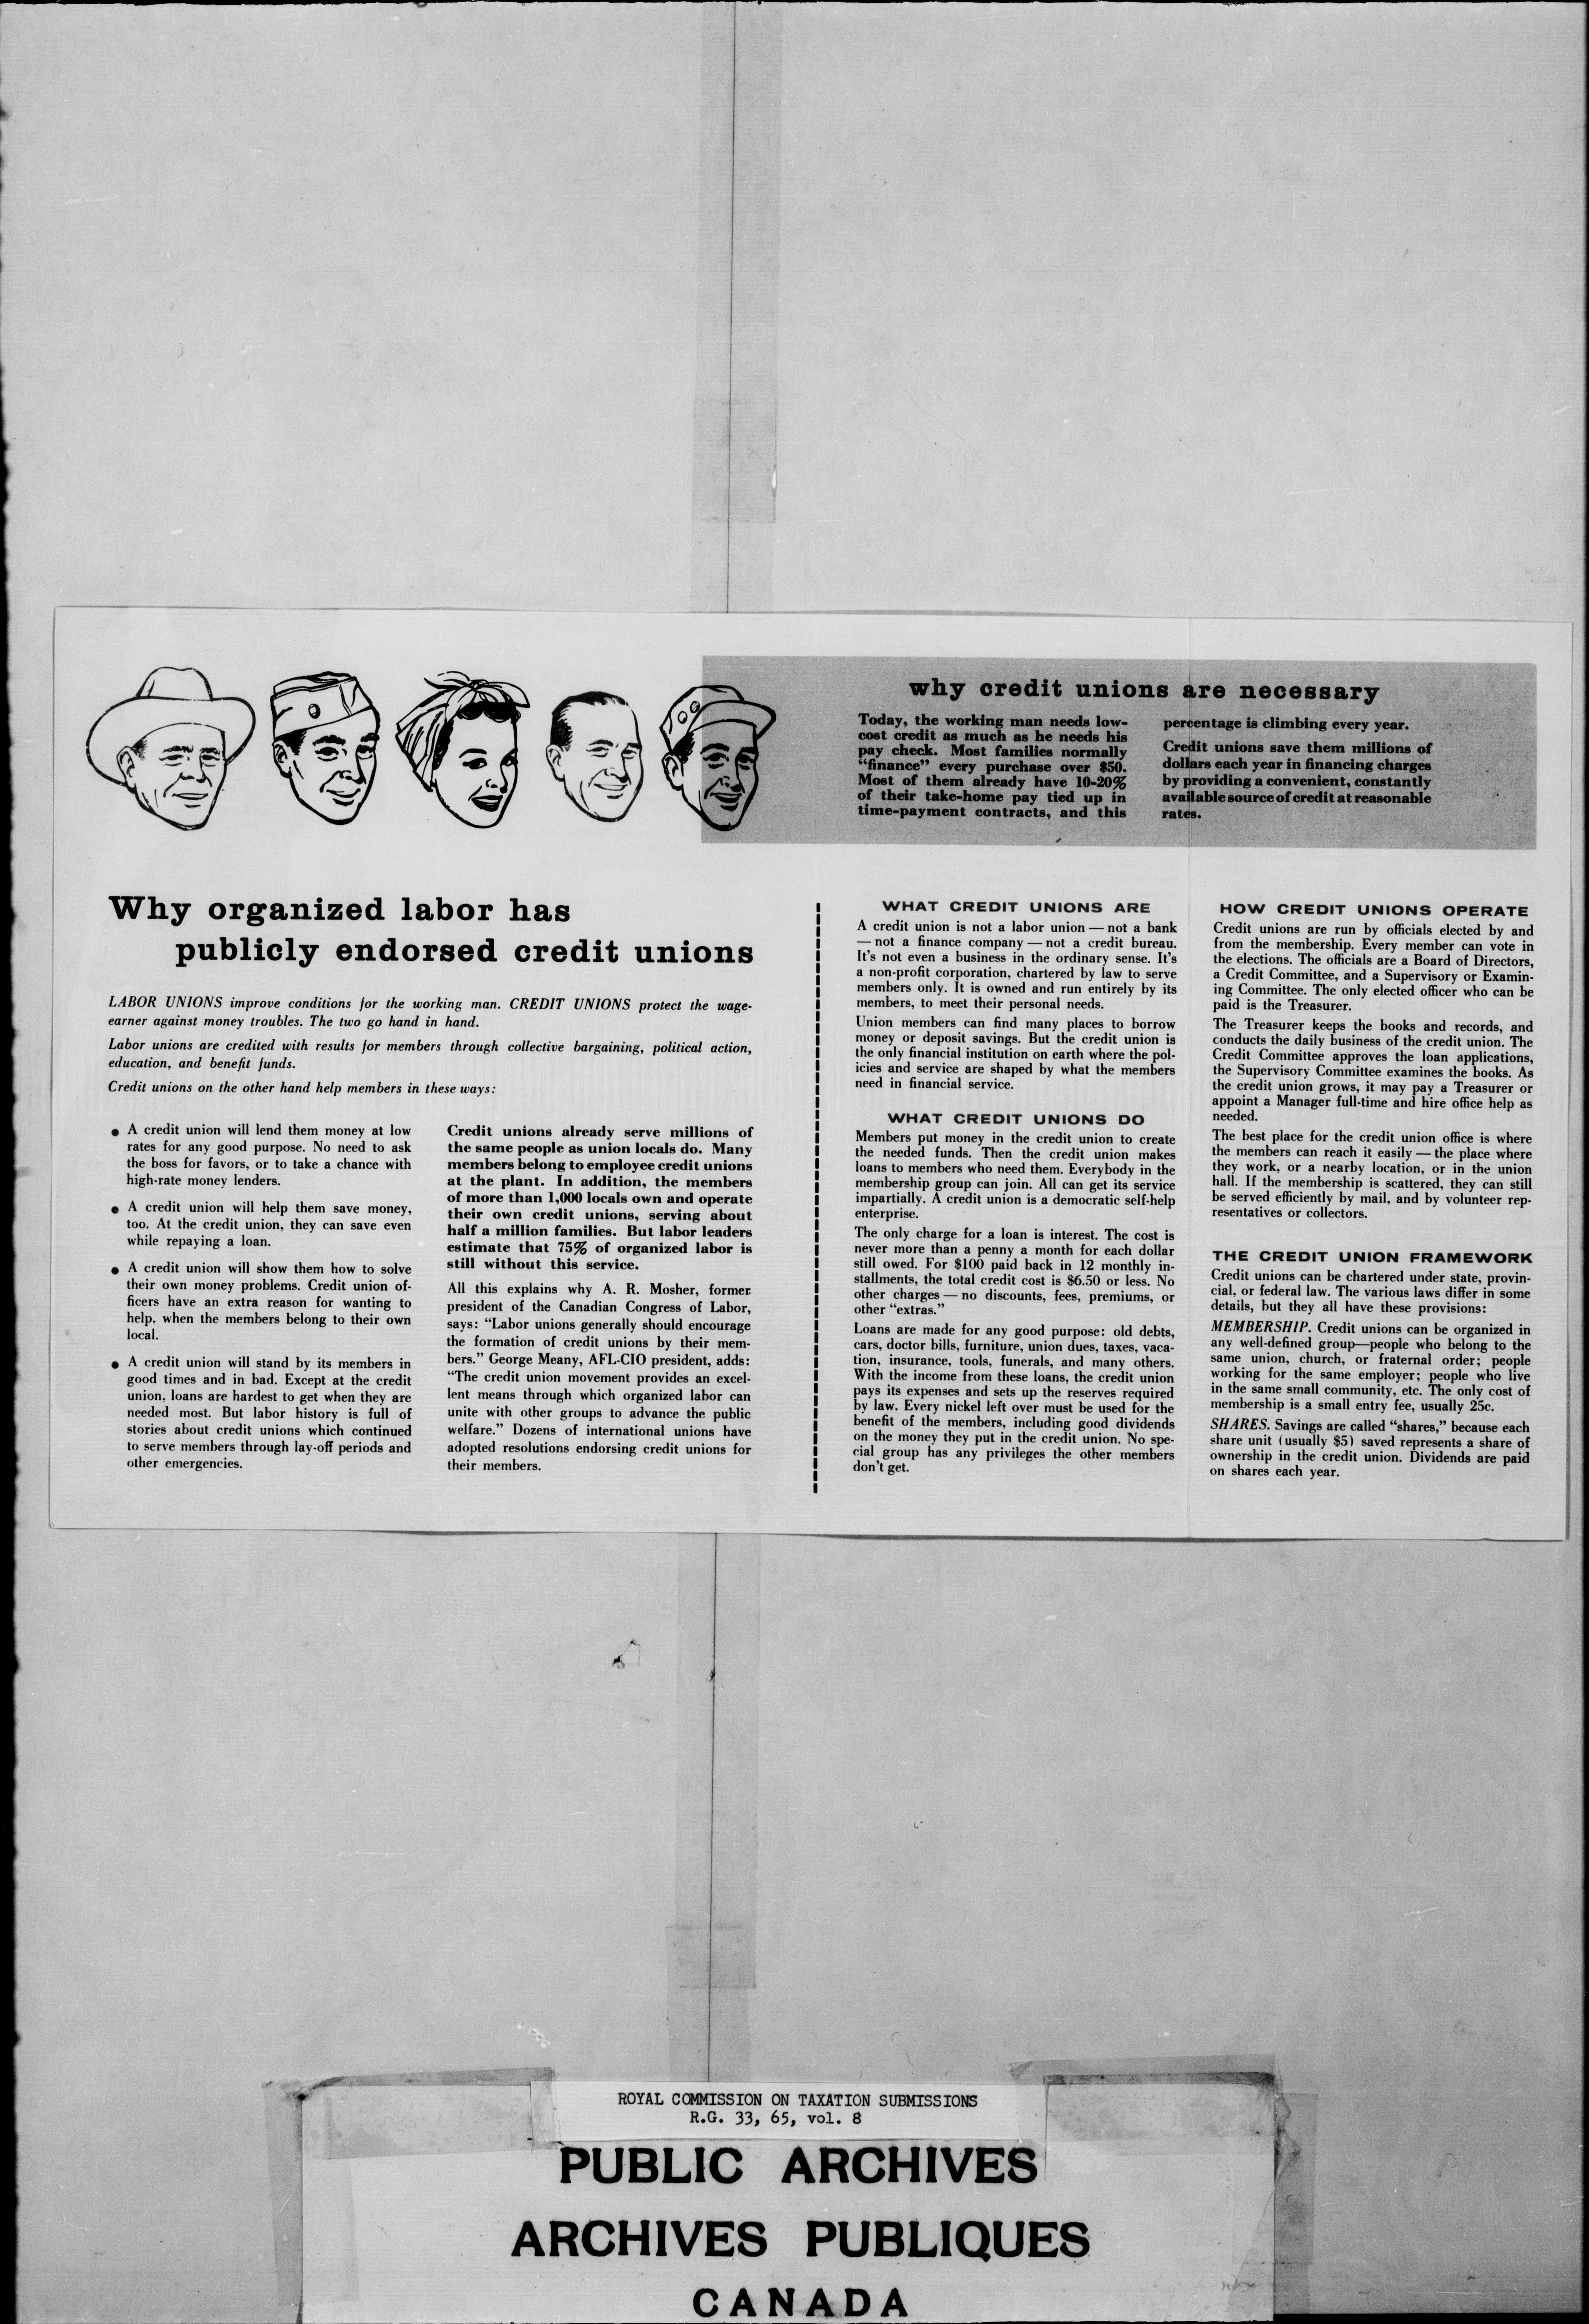 why credit unions are necessary
Today, the working man needs low-
cost credit as much as he needs his
pay check. Most families normally
“finance” every purchase over $50.
Most of them already have 10-20%
of their take-home pay tied up in
time-payment contracts, and this
percentage is climbing every year.
Credit unions save them millions of
dollars each year in financing charges
by providing a convenient, constantly
available source of credit at reasonable
rates.
Why organized labor has
publicly endorsed credit unions
LABOR UNIONS improve conditions for the working man. CREDIT UNIONS protect the wage-
earner against money troubles. The two go hand in hand.
Labor unions are credited with results for members through collective bargaining, political action,
education, and benefit funds.
Credit unions on the other hand help members in these ways:
● A credit union will lend them money at low
rates for any good purpose. No need to ask
the boss for favors, or to take a chance with
high-rate money lenders.
● A credit union will help them save money,
too. At the credit union, they can save even
while repaying a loan.
● A credit union will show them how to solve
their own money problems. Credit union of-
ficers have an extra reason for wanting to
help, when the members belong to their own
local.
● A credit union will stand by its members in
good times and in bad. Except at the credit
union, loans are hardest to get when they are
needed most. But labor history is full of
stories about credit unions which continued
to serve members through lay-off periods and
other emergencies.
Credit unions already serve millions of
the same people as union locals do. Many
members belong to employee credit unions
at the plant. In addition, the members
of more than 1,000 locals own and operate
their own credit unions, serving about
half a million families. But labor leaders
estimate that 75% of organized labor is
still without this service.
All this explains why A. R. Mosher, former
president of the Canadian Congress of Labor,
says: “Labor unions generally should encourage
the formation of credit unions by their mem-
bers.” George Meany, AFL-CIO president, adds:
“The credit union movement provides an excel-
lent means through which organized labor can
unite with other groups to advance the public
welfare.” Dozens of international unions have
adopted resolutions endorsing credit unions for
their members.
WHAT CREDIT UNIONS ARE
A credit union is not a labor union — not a bank
— not a finance company — not a credit bureau.
It’s not even a business in the ordinary sense. It’s
a non-profit corporation, chartered by law to serve
members only. It is owned and run entirely by its
members, to meet their personal needs.
Union members can find many places to borrow
money or deposit savings. But the credit union is
the only financial institution on earth where the pol-
icies and service are shaped by what the members
need in financial service.
WHAT CREDIT UNIONS DO
Members put money in the credit union to create
the needed funds. Then the credit union makes
loans to members who need them. Everybody in the
membership group can join. All can get its service
impartially. A credit union is a democratic self-help
enterprise.
The only charge for a loan is interest. The cost is
never more than a penny a month for each dollar
still owed. For $100 paid back in 12 monthly in-
stallments, the total credit cost is $6.50 or less. No
other charges — no discounts, fees, premiums, or
other “extras.”
Loans are made for any good purpose: old debts,
cars, doctor bills, furniture, union dues, taxes, vaca-
tion, insurance, tools, funerals, and many others.
With the income from these loans, the credit union
pays its expenses and sets up the reserves required
by law. Every nickel left over must be used for the
benefit of the members, including good dividends
on the money they put in the credit union. No spe-
cial group has any privileges the other members
don’t get.
HOW CREDIT UNIONS OPERATE
Credit unions are run by officials elected by and
from the membership. Every member can vote in
the elections. The officials are a Board of Directors,
a Credit Committee, and a Supervisory or Examin-
ing Committee. The only elected officer who can be
paid is the Treasurer.
The Treasurer keeps the books and records, and
conducts the daily business of the credit union. The
Credit Committee approves the loan applications,
the Supervisory Committee examines the books. As
the credit union grows, it may pay a Treasurer or
appoint a Manager full-time and hire office help as
needed.
The best place for the credit union office is where
the members can reach it easily — the place where
they work, or a nearby location, or in the union
hall. If the membership is scattered, they can still
be served efficiently by mail, and by volunteer rep-
resentatives or collectors.
THE CREDIT UNION FRAMEWORK
Credit unions can be chartered under state, provin-
cial, or federal law. The various laws differ in some
details, but they all have these provisions:
MEMBERSHIP. Credit unions can be organized in
any well-defined group—people who belong to the
same union, church, or fraternal order; people
working for the same employer; people who live
in the same small community, etc. The only cost of
membership is a small entry fee, usually 25c.
SHARES. Savings are called “shares,” because each
share unit (usually $5) saved represents a share of
ownership in the credit union. Dividends are paid
on shares each year.
ROYAL COMMISSION ON TAXATION SUBMISSIONS
R.G. 33, 65, vol. 8
PUBLIC ARCHIVES
ARCHIVES PUBLIQUES
CANADA